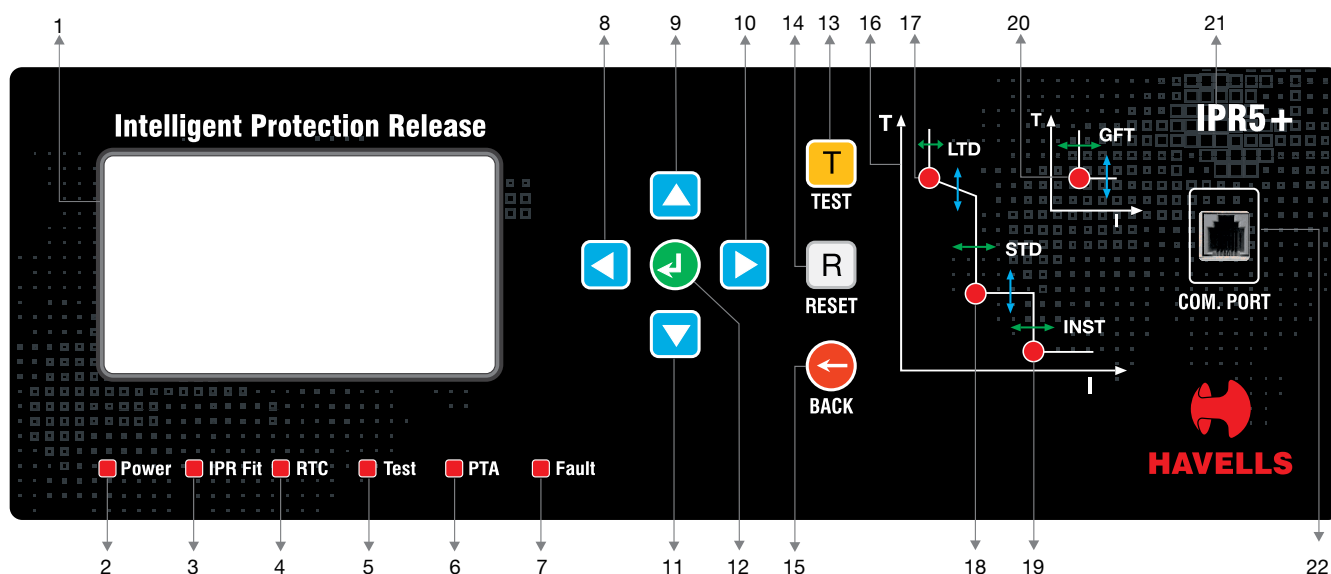 1 8 9 10 14 13 16 17 20 21
Intelligent Protection Release
IPR5+
T
TEST
R
RESET
BACK
T
LTD
STD
INST
I
T
GFT
I
COM. PORT
HAVELLS
Power IPR Fit RTC Test PTA Fault
2 3 4 5 6 7 11 12 15 18 19 22